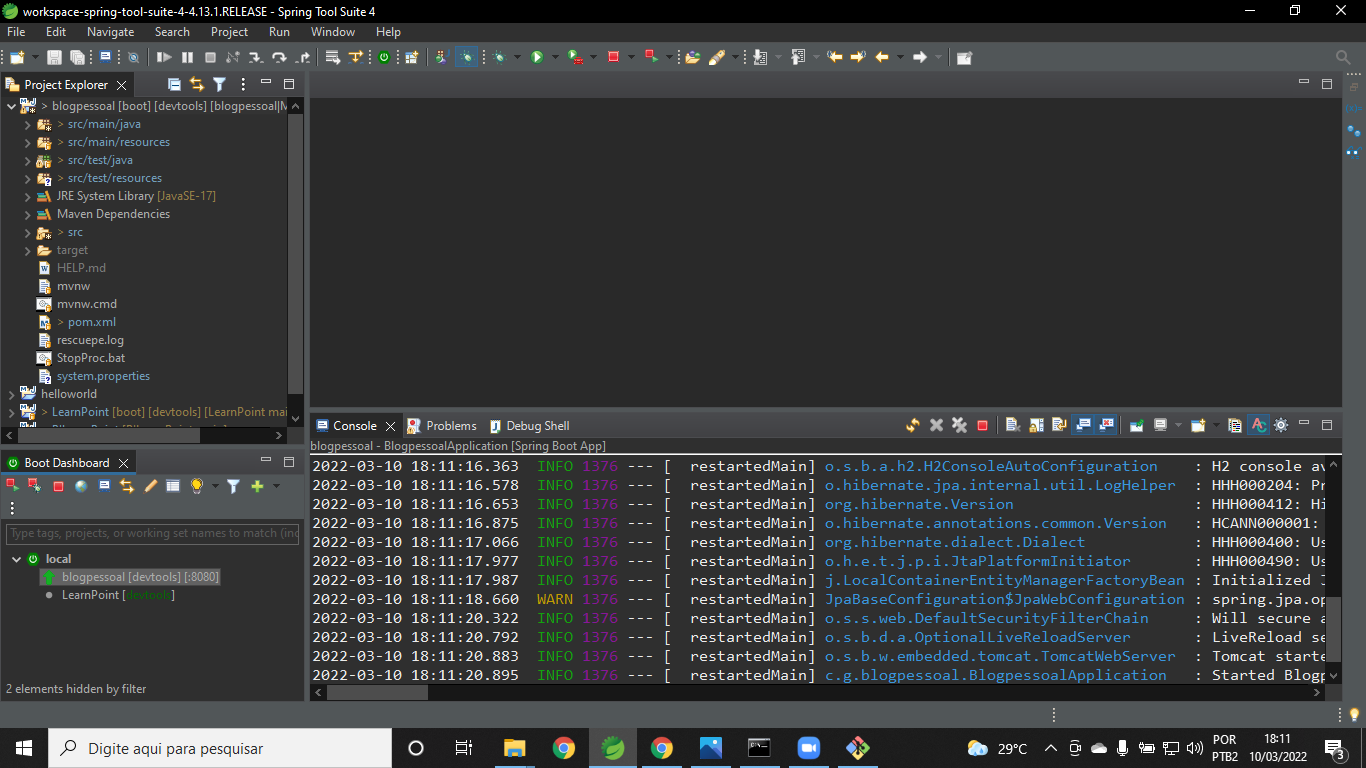 workspace-spring-tool-suite-4-4.13.1.RELEASE - Spring Tool Suite 4
File Edit Navigate Search Project Run Window Help
Project Explorer
> blogpessoal [boot] [devtools] [blogpessoal|M
> src/main/java
> src/main/resources
> src/test/java
> src/test/resources
JRE System Library [JavaSE-17]
Maven Dependencies
> src
target
HELP.md
mvnw
mvnw.cmd
> pom.xml
rescuepe.log
StopProc.bat
system.properties
helloworld
> LearnPoint [boot] [devtools] [LearnPoint mai
Boot Dashboard
Type tags, projects, or working set names to match (inc
local
blogpessoal [devtools] [:8080]
LearnPoint [devtools]
2 elements hidden by filter
Console Problems Devtools Debug Shell
blogpessoal - BlogpessoalApplication [Spring Boot App]
2022-03-10 18:11:16.363 INFO 1376 --- [ restartedMain] o.s.b.a.h2.H2ConsoleAutoConfiguration : H2 console av
2022-03-10 18:11:16.578 INFO 1376 --- [ restartedMain] o.hibernate.jpa.internal.util.LogHelper : HHH000204: Pr
2022-03-10 18:11:16.653 INFO 1376 --- [ restartedMain] org.hibernate.Version : HHH000412: Hi
2022-03-10 18:11:16.875 INFO 1376 --- [ restartedMain] o.hibernate.annotations.common.Version : HCANN000001:
2022-03-10 18:11:17.066 INFO 1376 --- [ restartedMain] org.hibernate.dialect.Dialect : HHH000400: Us
2022-03-10 18:11:17.977 INFO 1376 --- [ restartedMain] o.h.e.t.j.p.i.JtaPlatformInitiator : HHH000490: Us
2022-03-10 18:11:17.987 INFO 1376 --- [ restartedMain] j.LocalContainerEntityManagerFactoryBean : Initialized J
2022-03-10 18:11:18.660 WARN 1376 --- [ restartedMain] JpaBaseConfiguration$JpaWebConfiguration : spring.jpa.op
2022-03-10 18:11:20.322 INFO 1376 --- [ restartedMain] o.s.s.web.DefaultSecurityFilterChain : Will secure a
2022-03-10 18:11:20.792 INFO 1376 --- [ restartedMain] o.s.b.d.a.OptionalLiveReloadServer : LiveReload se
2022-03-10 18:11:20.883 INFO 1376 --- [ restartedMain] o.s.b.w.embedded.tomcat.TomcatWebServer : Tomcat starte
2022-03-10 18:11:20.895 INFO 1376 --- [ restartedMain] c.g.blogpessoal.BlogpessoalApplication : Started Blogp
Digite aqui para pesquisar
29°C
POR
PTB2
18:11
10/03/2022
3